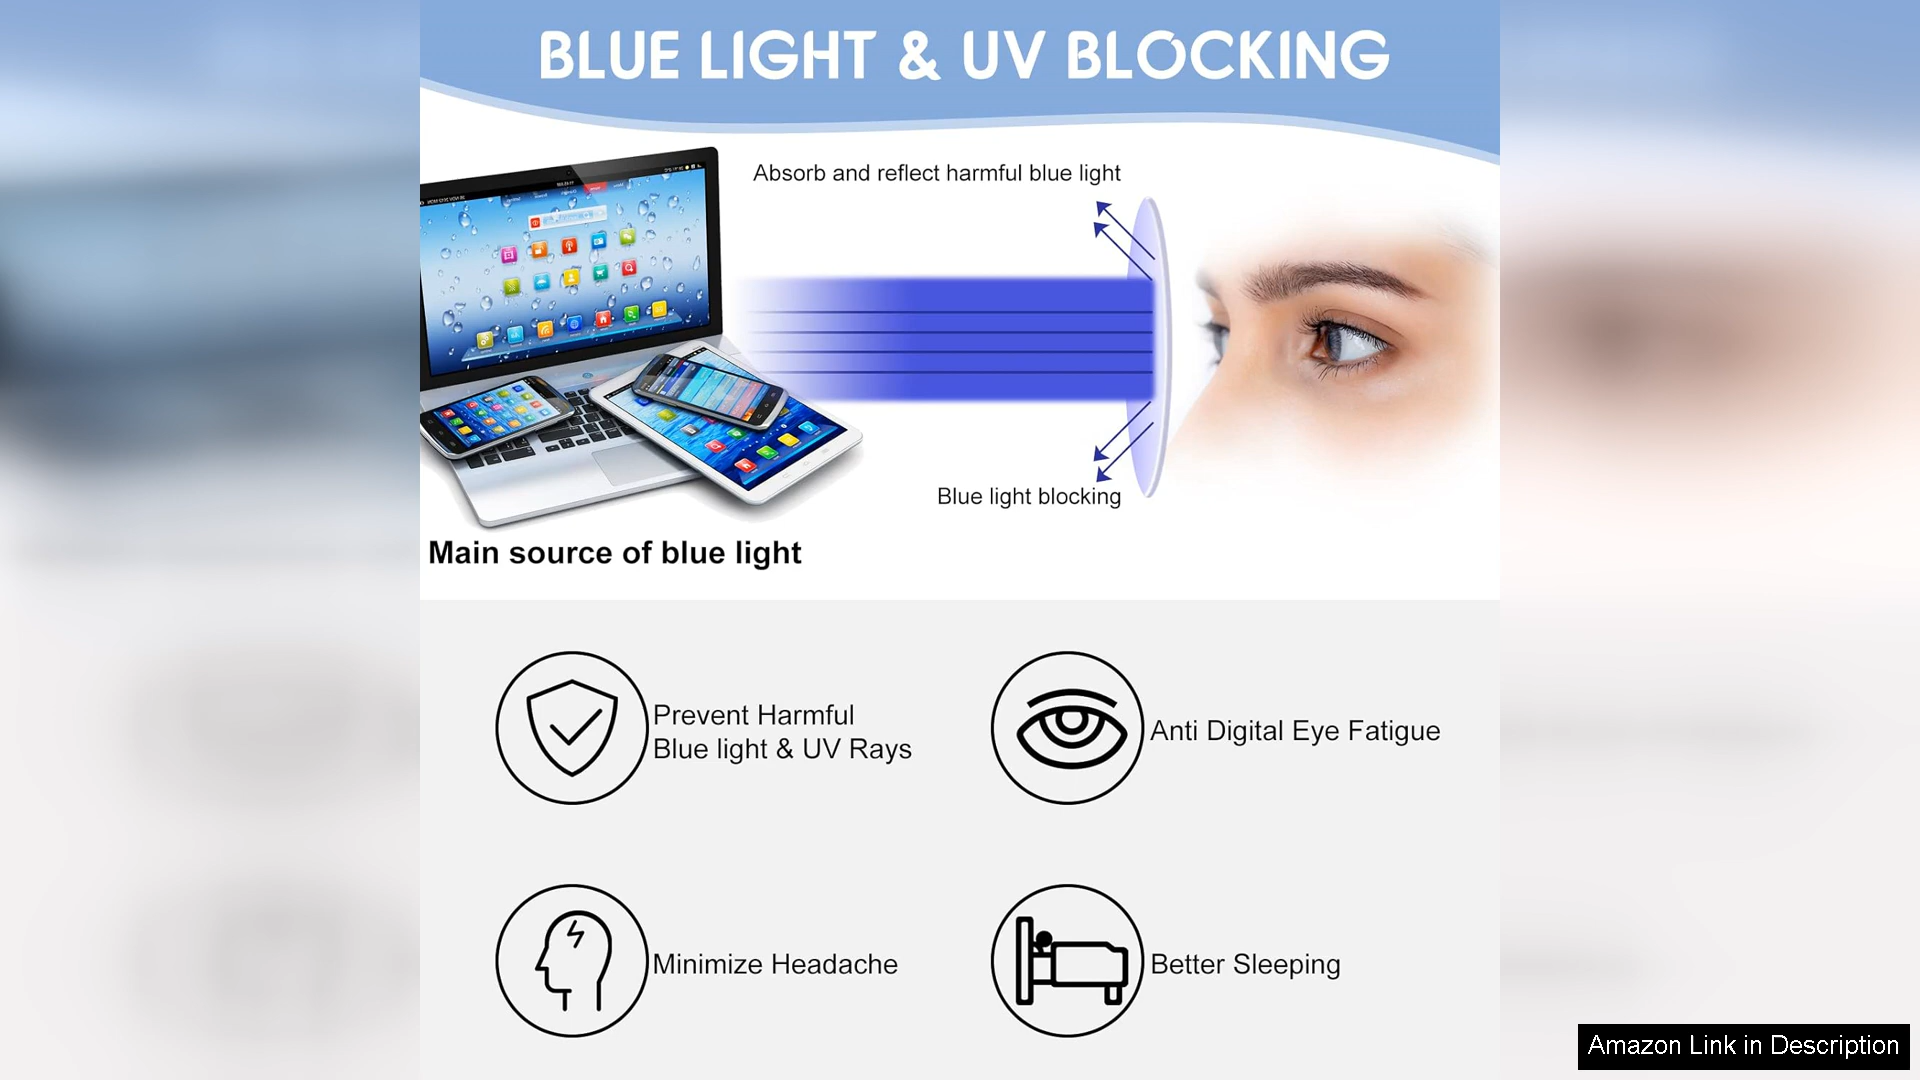 BLUE LIGHT & UV BLOCKING
Absorb and reflect harmful blue light
Blue light blocking
Main source of blue light
Prevent Harmful
Blue light & UV Rays
Anti Digital Eye Fatigue
Minimize Headache
Better Sleeping
Amazon Link in Description